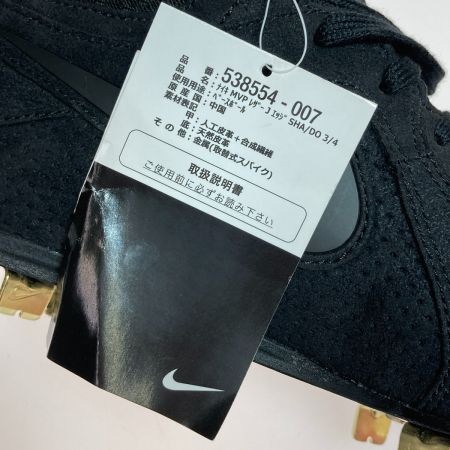 品番：538554-007
品名：ﾅｲｷ MVP ﾚｻﾞｰ J ｴｯｼﾞ SHA/DO 3/4
使用用途：ﾍﾞｰｽﾎﾞｰﾙ
原産国：中国
素材表記
甲：人工皮革＋合成繊維
底：天然皮革
その他：金属(取替式スパイク)
取扱説明書
ご使用前に必ずお読み下さい